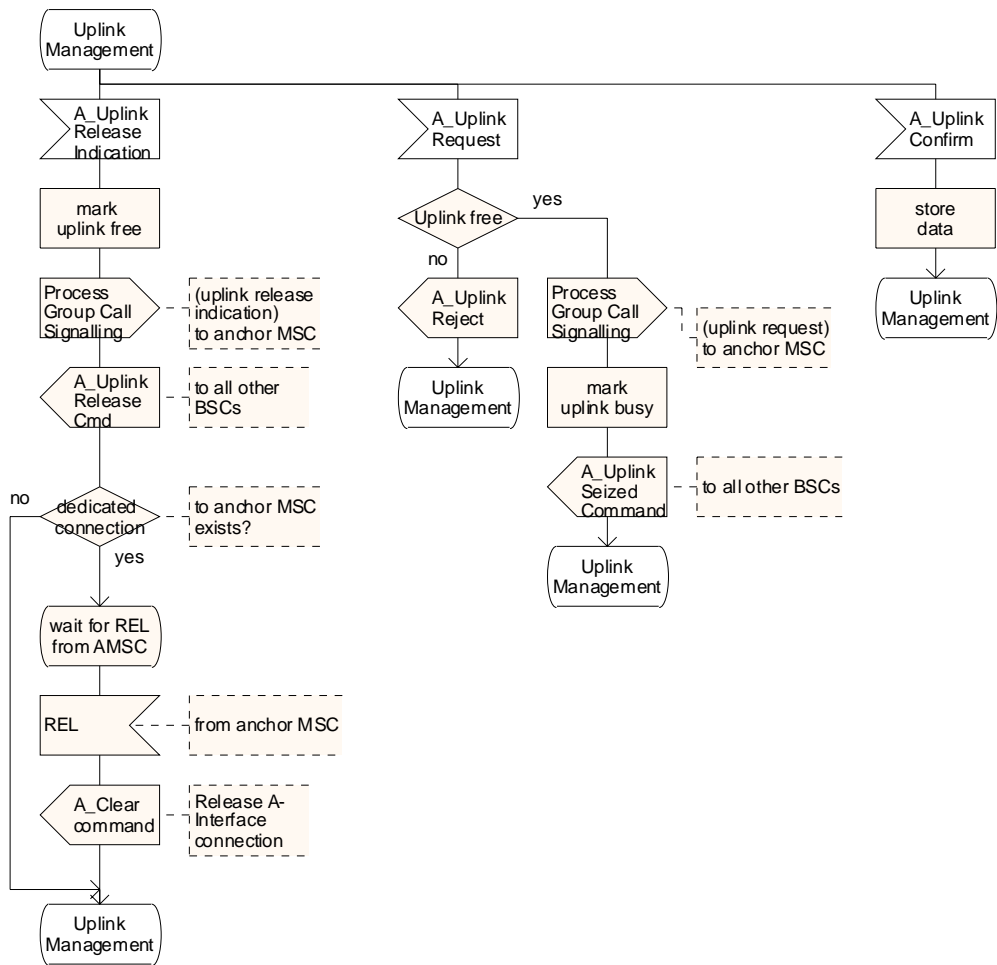 Uplink
Management
A_Uplink
Release
Indication
A_Uplink
Request
A_Uplink
Confirm
mark
uplink free
Uplink free
yes
no
store
data
Process
Group Call
Signalling
(uplink release
indication)
to anchor MSC
A_Uplink
Reject
Process
Group Call
Signalling
(uplink request)
to anchor MSC
Uplink
Management
A_Uplink
Release
Cmd
to all other
BSCs
Uplink
Management
mark
uplink busy
no
dedicated
connection
yes
to anchor MSC
exists?
A_Uplink
Seized
Command
to all other BSCs
Uplink
Management
wait for REL
from AMSC
REL
from anchor MSC
A_Clear
command
Release A-
Interface
connection
Uplink
Management